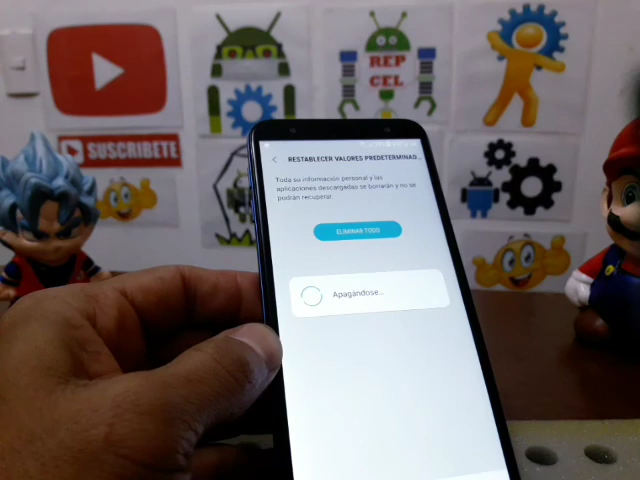 REP
CEL
SUSCRIBETE
RESTABLECER VALORES PREDETERMINAD...
Toda su información personal y las
aplicaciones descargadas se borrarán y no se
podrán recuperar.
ELIMINAR TODO
Apagándose...